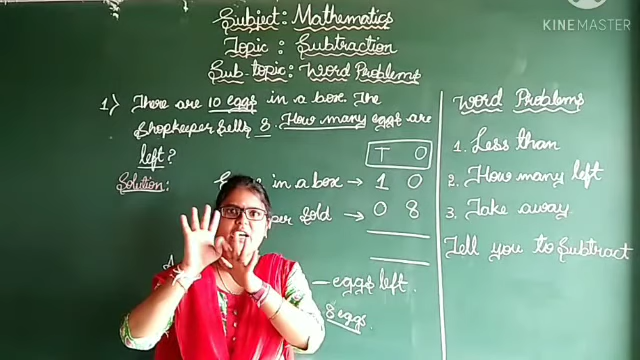 Subject: Mathematics
Topic: Subtraction
Sub-topic: Word Problems
1) There are 10 eggs in a box. The
Shopkeeper sells 8. How many eggs are
left?
T O
Solution:
in a box → 1 0
sold → 0 8
eggs left.
8 eggs
Word Problems
1. Less than
2. How many left
3. Take away
Tell you to Subtract
KINEMASTER